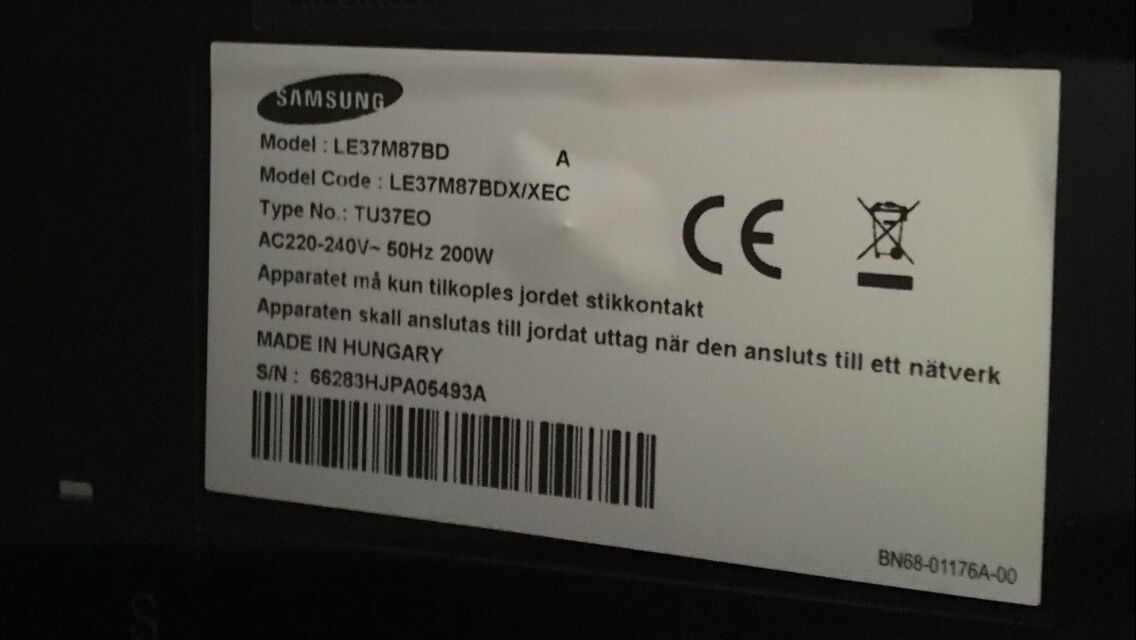 SAMSUNG
Model : LE37M87BD A
Model Code : LE37M87BDX/XEC
Type No.: TU37EO
AC220-240V~ 50Hz 200W
Apparatet må kun tilkoples jordet stikkontakt
Apparaten skall anslutas till jordat uttag när den ansluts till ett nätverk
MADE IN HUNGARY
S/N : 66283HJPA05493A
CE
BN68-01176A-00